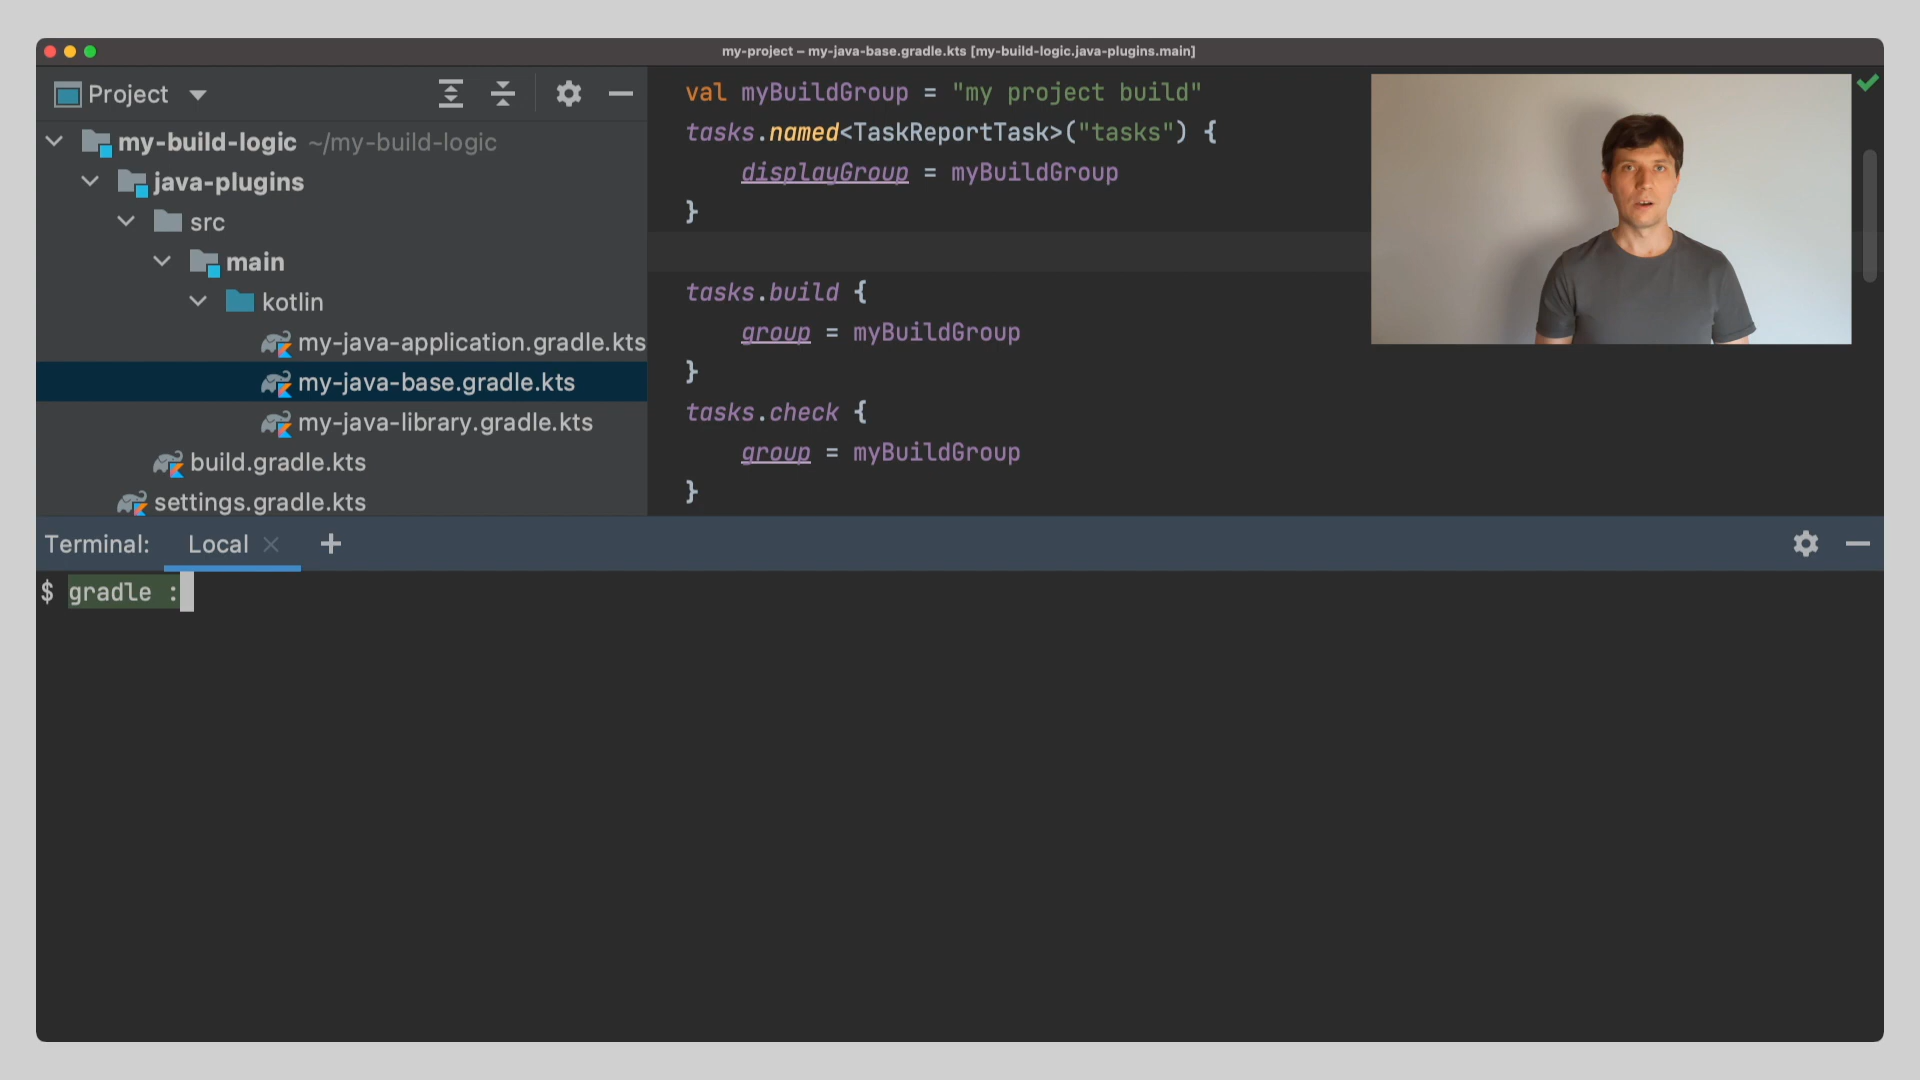 my-project – my-java-base.gradle.kts [my-build-logic.java-plugins.main]
Project
my-build-logic ~/my-build-logic
java-plugins
src
main
kotlin
my-java-application.gradle.kts
my-java-base.gradle.kts
my-java-library.gradle.kts
build.gradle.kts
settings.gradle.kts
val myBuildGroup = "my project build"
tasks.named<TaskReportTask>("tasks") {
displayGroup = myBuildGroup
}
tasks.build {
group = myBuildGroup
}
tasks.check {
group = myBuildGroup
}
Terminal: Local
$ gradle :